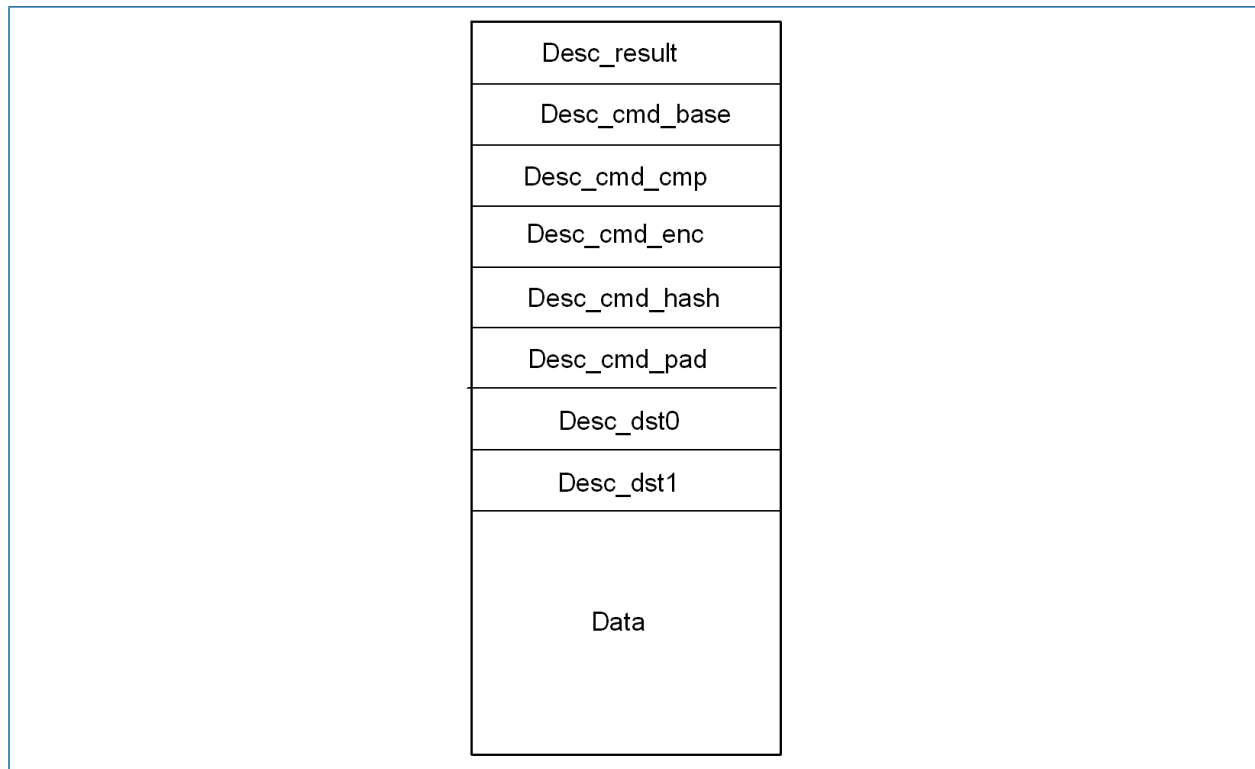 Desc_result
Desc_cmd_base
Desc_cmd_cmp
Desc_cmd_enc
Desc_cmd_hash
Desc_cmd_pad
Desc_dst0
Desc_dst1
Data